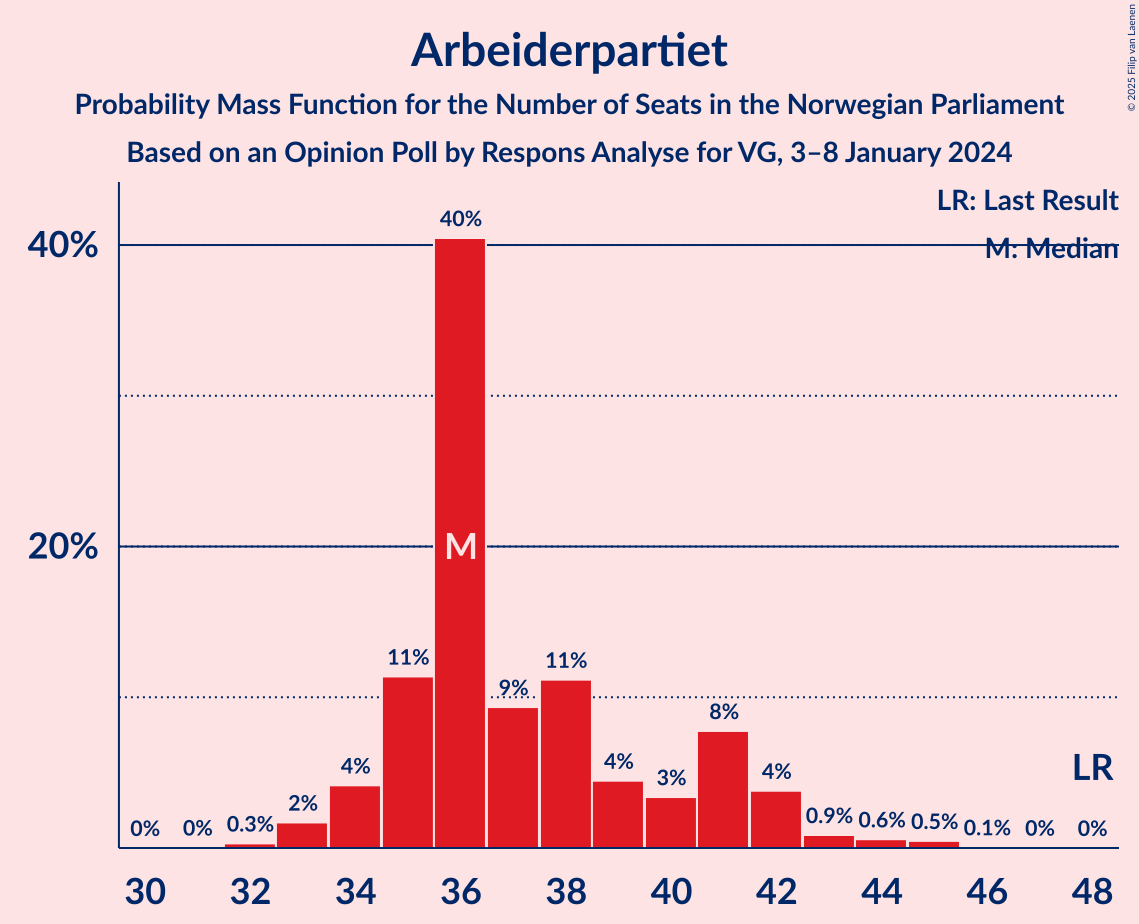 Arbeiderpartiet
Probability Mass Function for the Number of Seats in the Norwegian Parliament
Based on an Opinion Poll by Respons Analyse for VG, 3–8 January 2024
© 2025 Filip van Laenen
LR: Last Result
M: Median
40%
20%
0% 0% 0.3% 2% 4% 11% 40% 9% 11% 4% 3% 8% 4% 0.9% 0.6% 0.5% 0.1% 0% 0%
M
LR
30 32 34 36 38 40 42 44 46 48